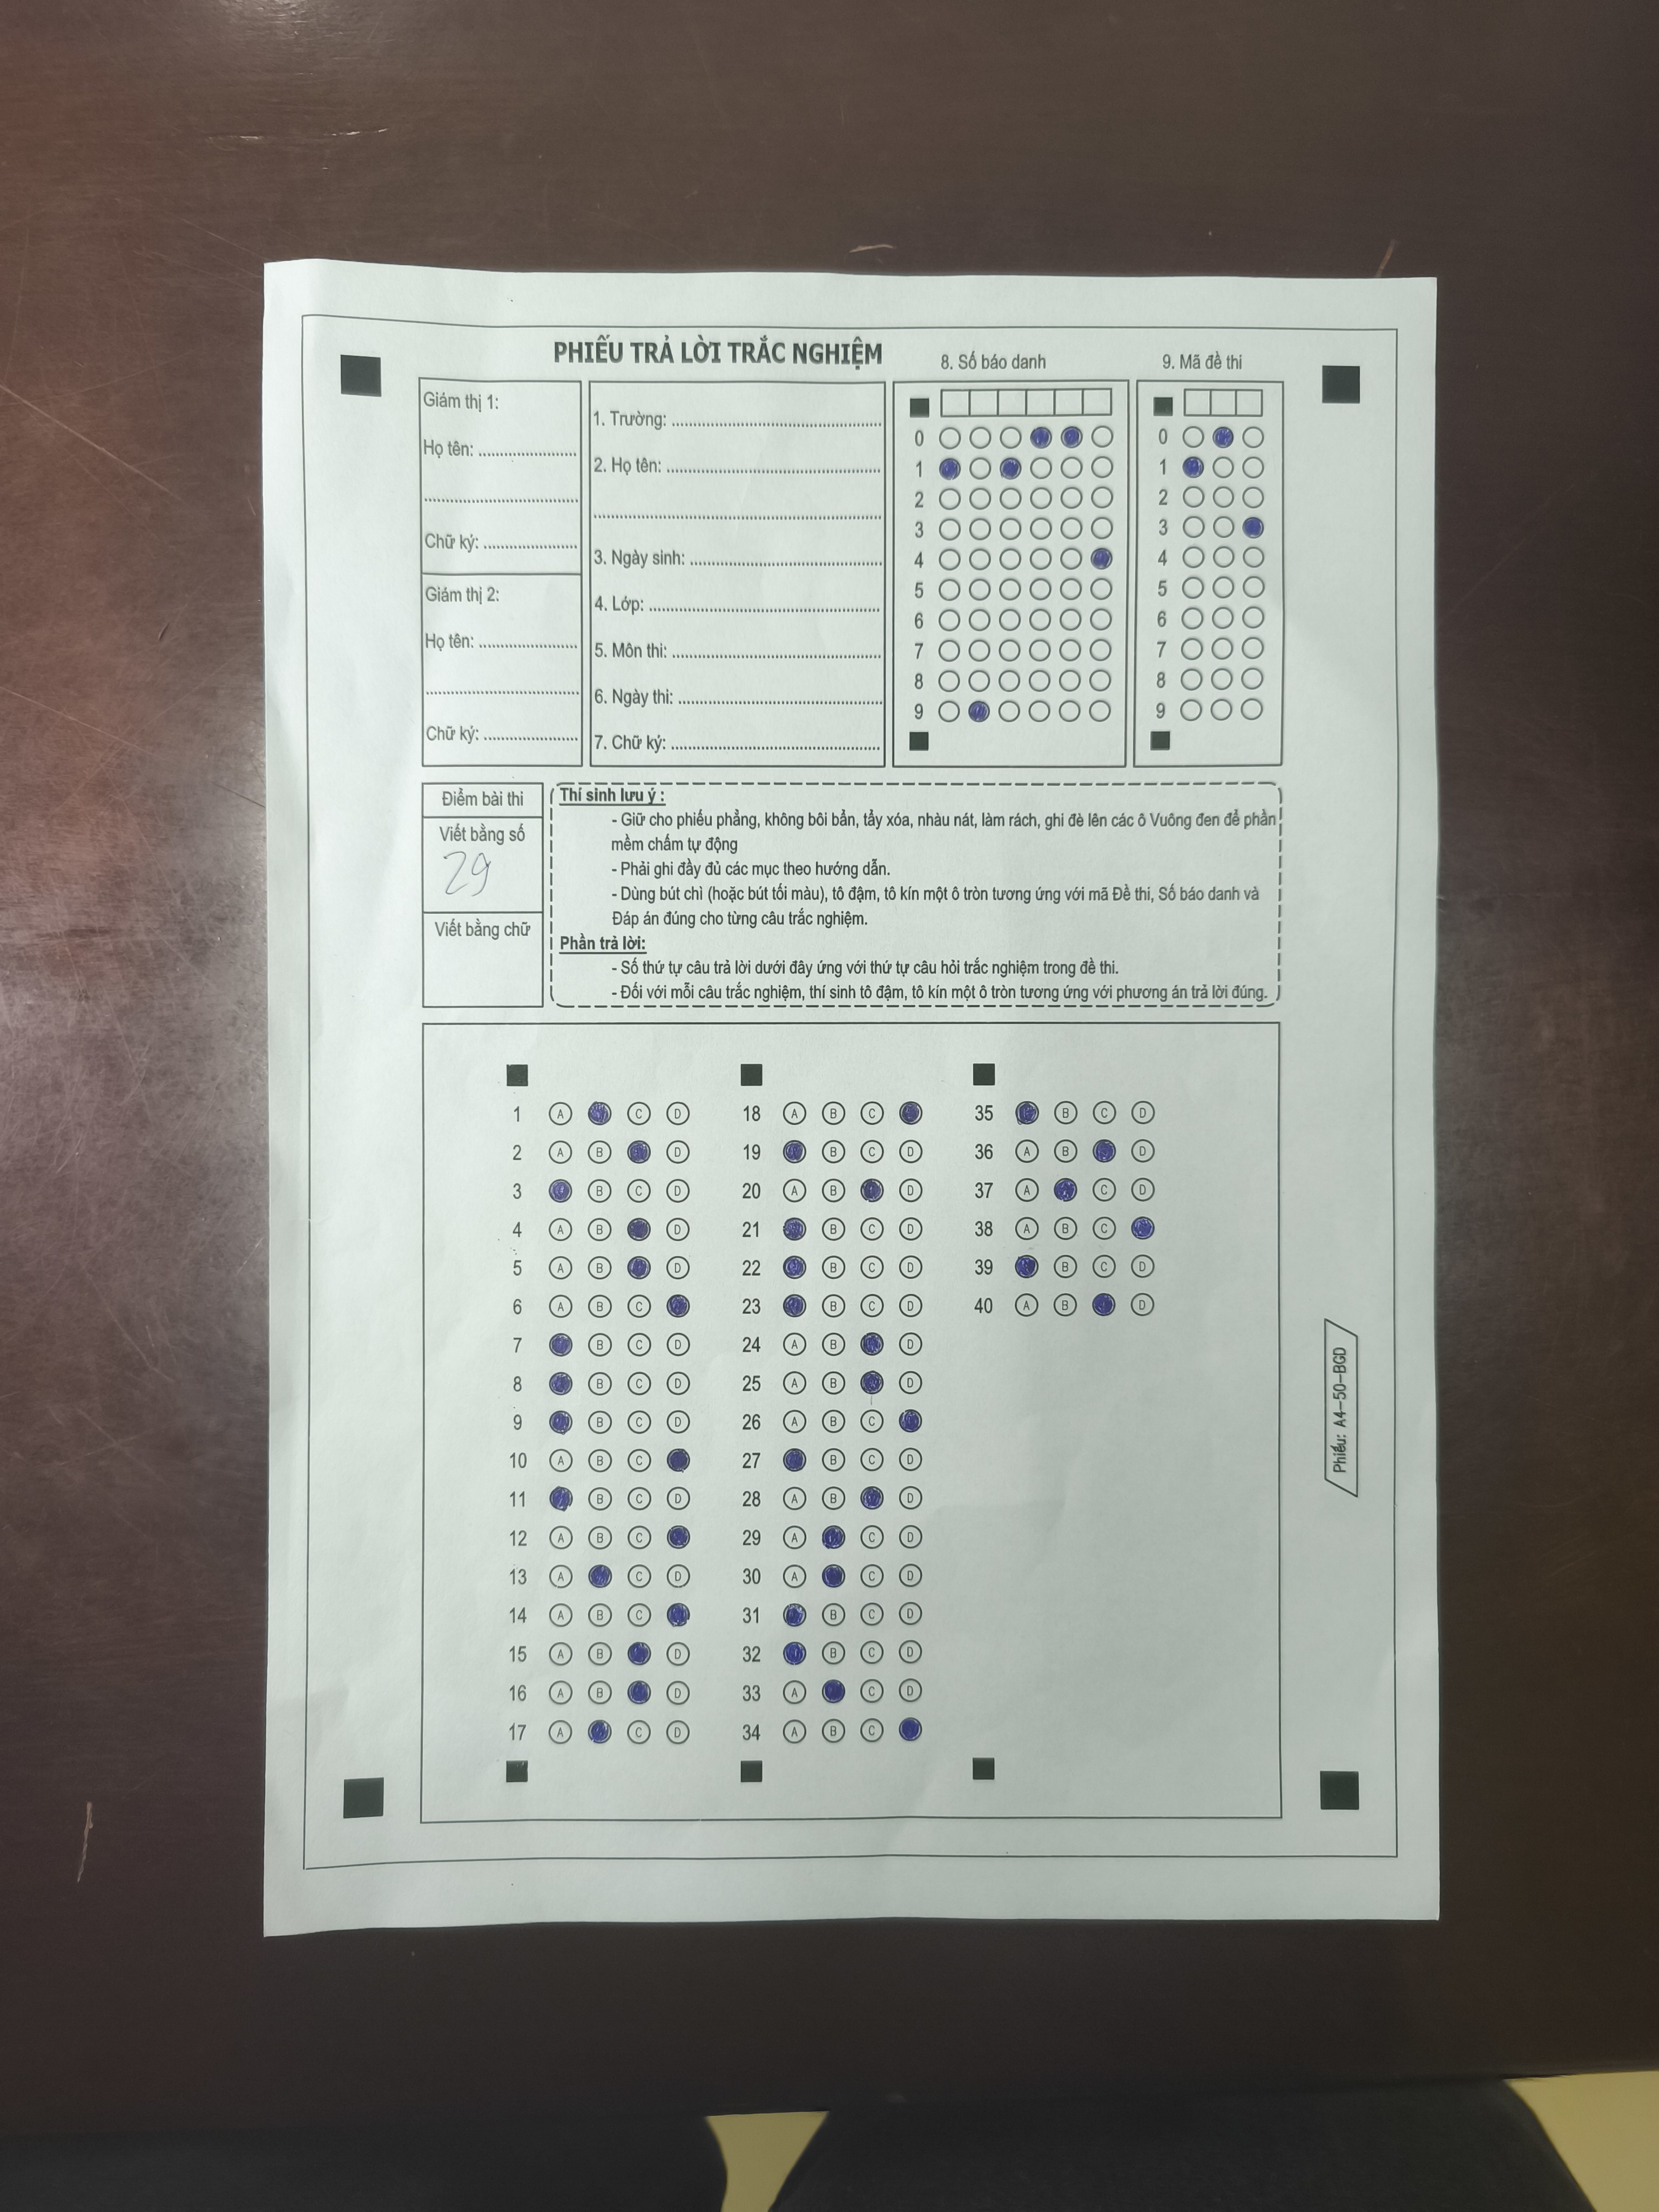 PHIẾU TRẢ LỜI TRẮC NGHIỆM
Giám thị 1:
Họ tên: ........................
......................................
Chữ ký: .......................
Giám thị 2:
Họ tên: ........................
......................................
Chữ ký: .......................
1. Trường: ....................................................
2. Họ tên: .....................................................
.......................................................................
3. Ngày sinh: ................................................
4. Lớp: .........................................................
5. Môn thi: ....................................................
6. Ngày thi: ...................................................
7. Chữ ký: ....................................................
8. Số báo danh
0
1
2
3
4
5
6
7
8
9
9. Mã đề thi
0
1
2
3
4
5
6
7
8
9
Điểm bài thi
Viết bằng số
29
Viết bằng chữ
Thí sinh lưu ý :
- Giữ cho phiếu phẳng, không bôi bẩn, tẩy xóa, nhàu nát, làm rách, ghi đè lên các ô Vuông đen để phần
mềm chấm tự động
- Phải ghi đầy đủ các mục theo hướng dẫn.
- Dùng bút chì (hoặc bút tối màu), tô đậm, tô kín một ô tròn tương ứng với mã Đề thi, Số báo danh và
Đáp án đúng cho từng câu trắc nghiệm.
Phần trả lời:
- Số thứ tự câu trả lời dưới đây ứng với thứ tự câu hỏi trắc nghiệm trong đề thi.
- Đối với mỗi câu trắc nghiệm, thí sinh tô đậm, tô kín một ô tròn tương ứng với phương án trả lời đúng.
1 A C D
2 A B D
3 B C D
4 A B D
5 A B D
6 A B C
7 B C D
8 B C D
9 B C D
10 A B C
11 B C D
12 A B C
13 A C D
14 A B C
15 A B D
16 A B D
17 A C D
18 A B C
19 B C D
20 A B D
21 B C D
22 B C D
23 B C D
24 A B D
25 A B D
26 A B C
27 B C D
28 A B D
29 A C D
30 A C D
31 B C D
32 B C D
33 A C D
34 A B C
35 B C D
36 A B D
37 A C D
38 A B C
39 B C D
40 A B D
Phiếu: A4-50-BGD